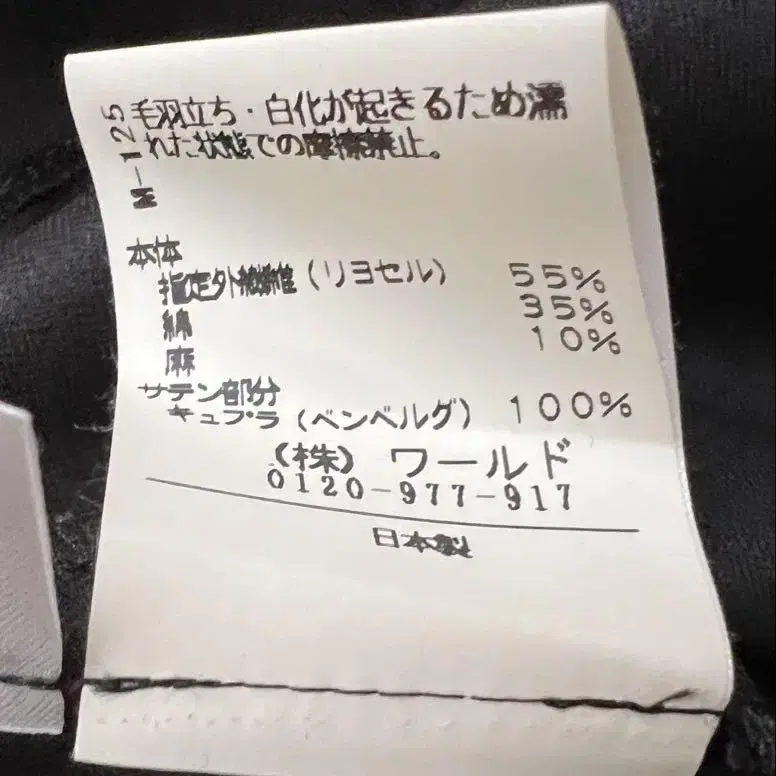 毛羽立ち・白化が起きるため濡
れた状態での摩擦禁止。
M-125
本体
指定外繊維(リヨセル) 55%
綿 35%
麻 10%
サテン部分
キュプラ(ベンベルグ) 100%
(株)ワールド
0120-977-917
日本製